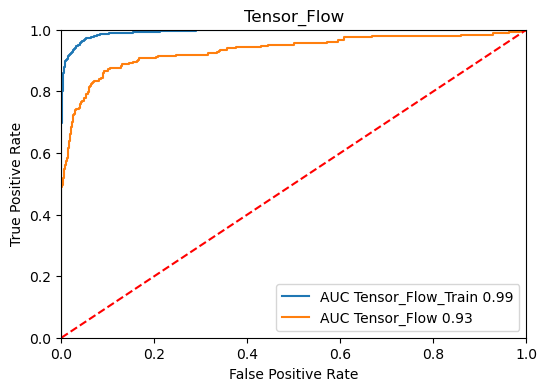 Tensor_Flow
1.0
0.8
0.6
0.4
0.2
0.0
True Positive Rate
AUC Tensor_Flow_Train 0.99
AUC Tensor_Flow 0.93
0.0 0.2 0.4 0.6 0.8 1.0
False Positive Rate